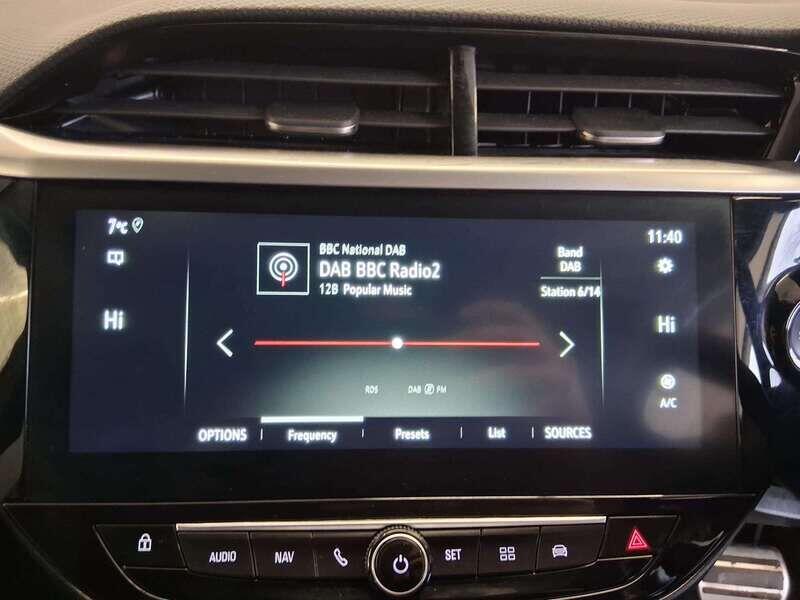 7°C
11:40
BBC National DAB
DAB BBC Radio2
12B Popular Music
Band
DAB
Station 6/14
Hi
Hi
RDS DAB FM
A/C
OPTIONS Frequency Presets List SOURCES
AUDIO NAV SET